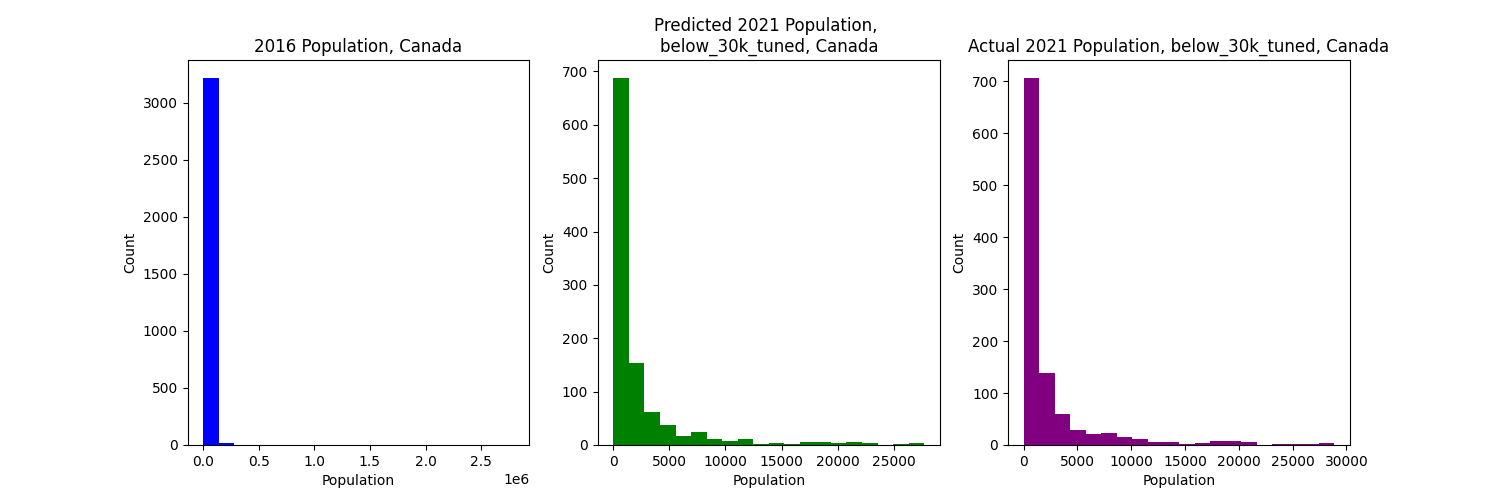 2016 Population, Canada
Count
3000
2500
2000
1500
1000
500
0
0.0 0.5 1.0 1.5 2.0 2.5
1e6
Population
Predicted 2021 Population,
below_30k_tuned, Canada
Count
700
600
500
400
300
200
100
0
0 5000 10000 15000 20000 25000
Population
Actual 2021 Population, below_30k_tuned, Canada
Count
700
600
500
400
300
200
100
0
0 5000 10000 15000 20000 25000 30000
Population